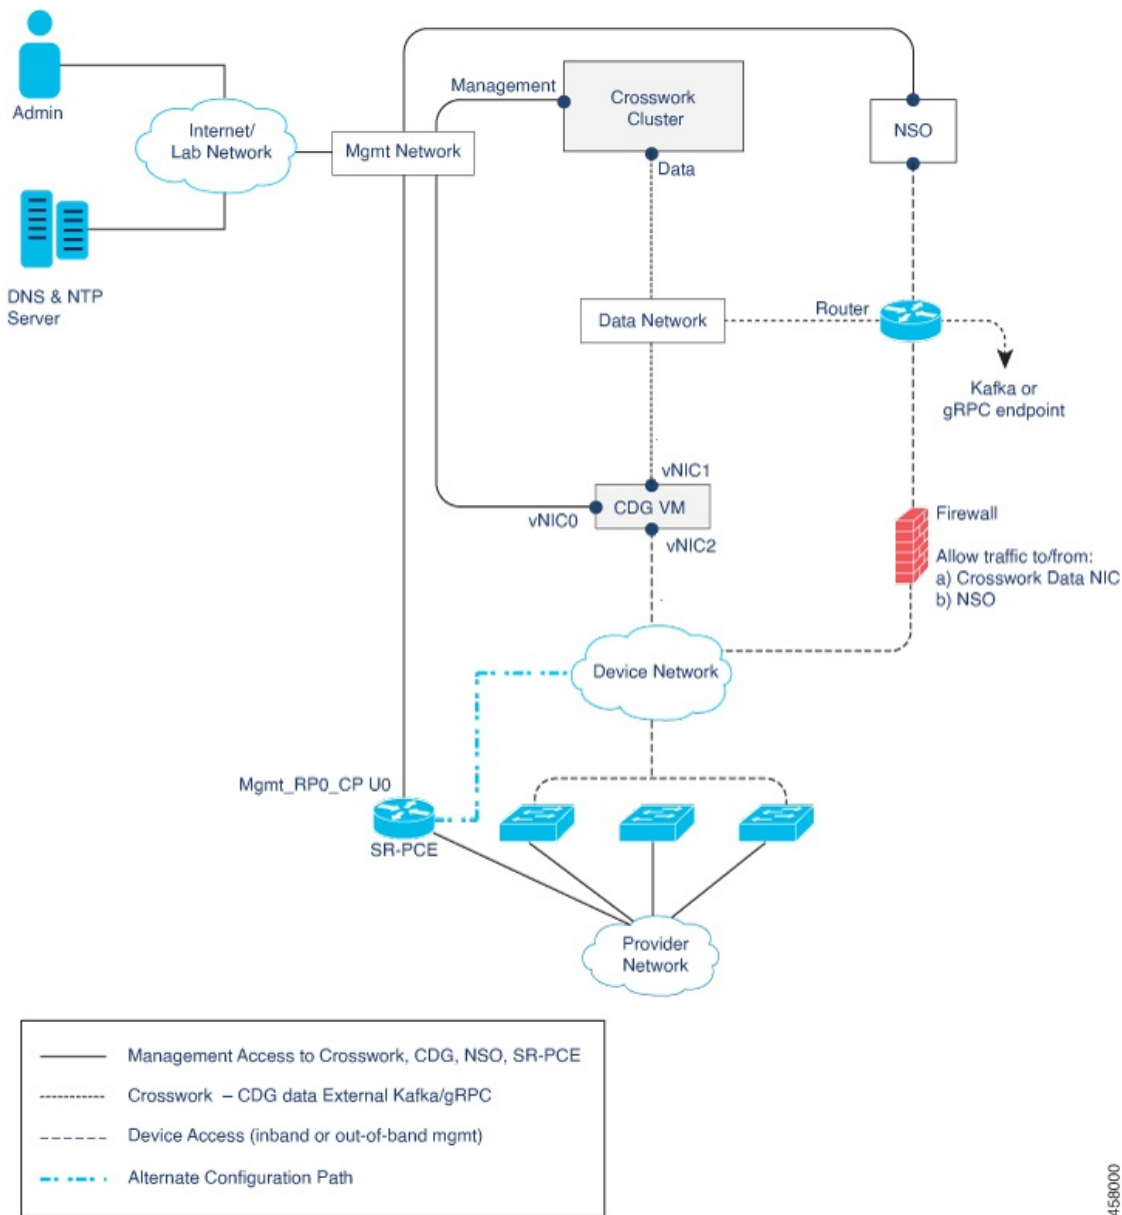 Admin
Internet/
Lab Network
DNS & NTP
Server
Mgmt Network
Management
Crosswork
Cluster
Data
NSO
Data Network
Router
Kafka or
gRPC endpoint
vNIC1
CDG VM
vNIC0
vNIC2
Firewall
Allow traffic to/from:
a) Crosswork Data NIC
b) NSO
Device Network
Mgmt_RP0_CP U0
SR-PCE
Provider
Network
Management Access to Crosswork, CDG, NSO, SR-PCE
Crosswork – CDG data External Kafka/gRPC
Device Access (inband or out-of-band mgmt)
Alternate Configuration Path
458000